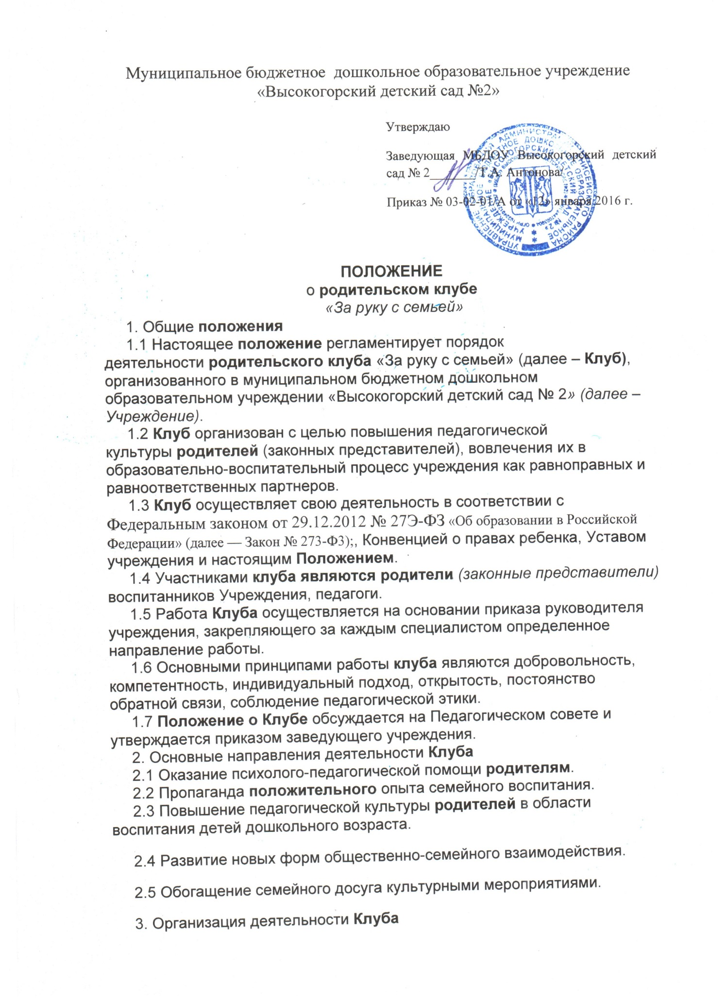 Муниципальное бюджетное дошкольное образовательное учреждение
«Высокогорский детский сад №2»
Утверждаю
Заведующая МБДОУ Высокогорский детский
сад № 2_______/Т.А. Антонова/
Приказ № 03-02-01/А от «12» января 2016 г.
ПОЛОЖЕНИЕ
о родительском клубе
«За руку с семьей»
1. Общие положения
1.1 Настоящее положение регламентирует порядок
деятельности родительского клуба «За руку с семьей» (далее – Клуб),
организованного в муниципальном бюджетном дошкольном
образовательном учреждении «Высокогорский детский сад № 2» (далее –
Учреждение).
1.2 Клуб организован с целью повышения педагогической
культуры родителей (законных представителей), вовлечения их в
образовательно-воспитательный процесс учреждения как равноправных и
равноответственных партнеров.
1.3 Клуб осуществляет свою деятельность в соответствии с
Федеральным законом от 29.12.2012 № 27Э-ФЗ «Об образовании в Российской
Федерации» (далее — Закон № 273-ФЗ);, Конвенцией о правах ребенка, Уставом
учреждения и настоящим Положением.
1.4 Участниками клуба являются родители (законные представители)
воспитанников Учреждения, педагоги.
1.5 Работа Клуба осуществляется на основании приказа руководителя
учреждения, закрепляющего за каждым специалистом определенное
направление работы.
1.6 Основными принципами работы клуба являются добровольность,
компетентность, индивидуальный подход, открытость, постоянство
обратной связи, соблюдение педагогической этики.
1.7 Положение о Клубе обсуждается на Педагогическом совете и
утверждается приказом заведующего учреждения.
2. Основные направления деятельности Клуба
2.1 Оказание психолого-педагогической помощи родителям.
2.2 Пропаганда положительного опыта семейного воспитания.
2.3 Повышение педагогической культуры родителей в области
воспитания детей дошкольного возраста.
2.4 Развитие новых форм общественно-семейного взаимодействия.
2.5 Обогащение семейного досуга культурными мероприятиями.
3. Организация деятельности Клуба